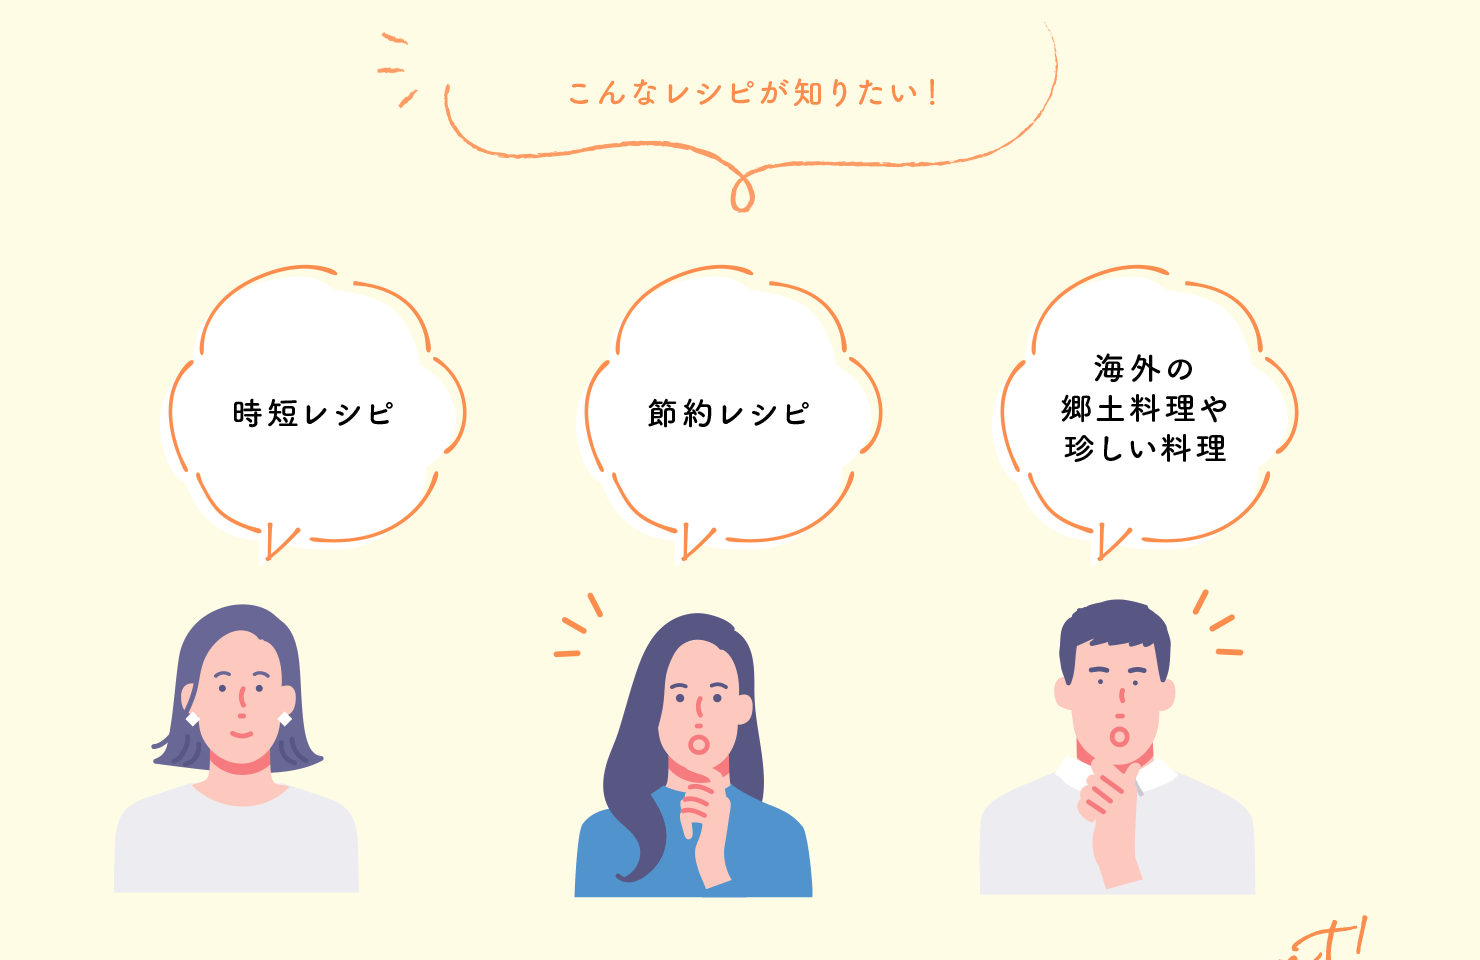 こんなレシピが知りたい！
時短レシピ
節約レシピ
海外の
郷土料理や
珍しい料理